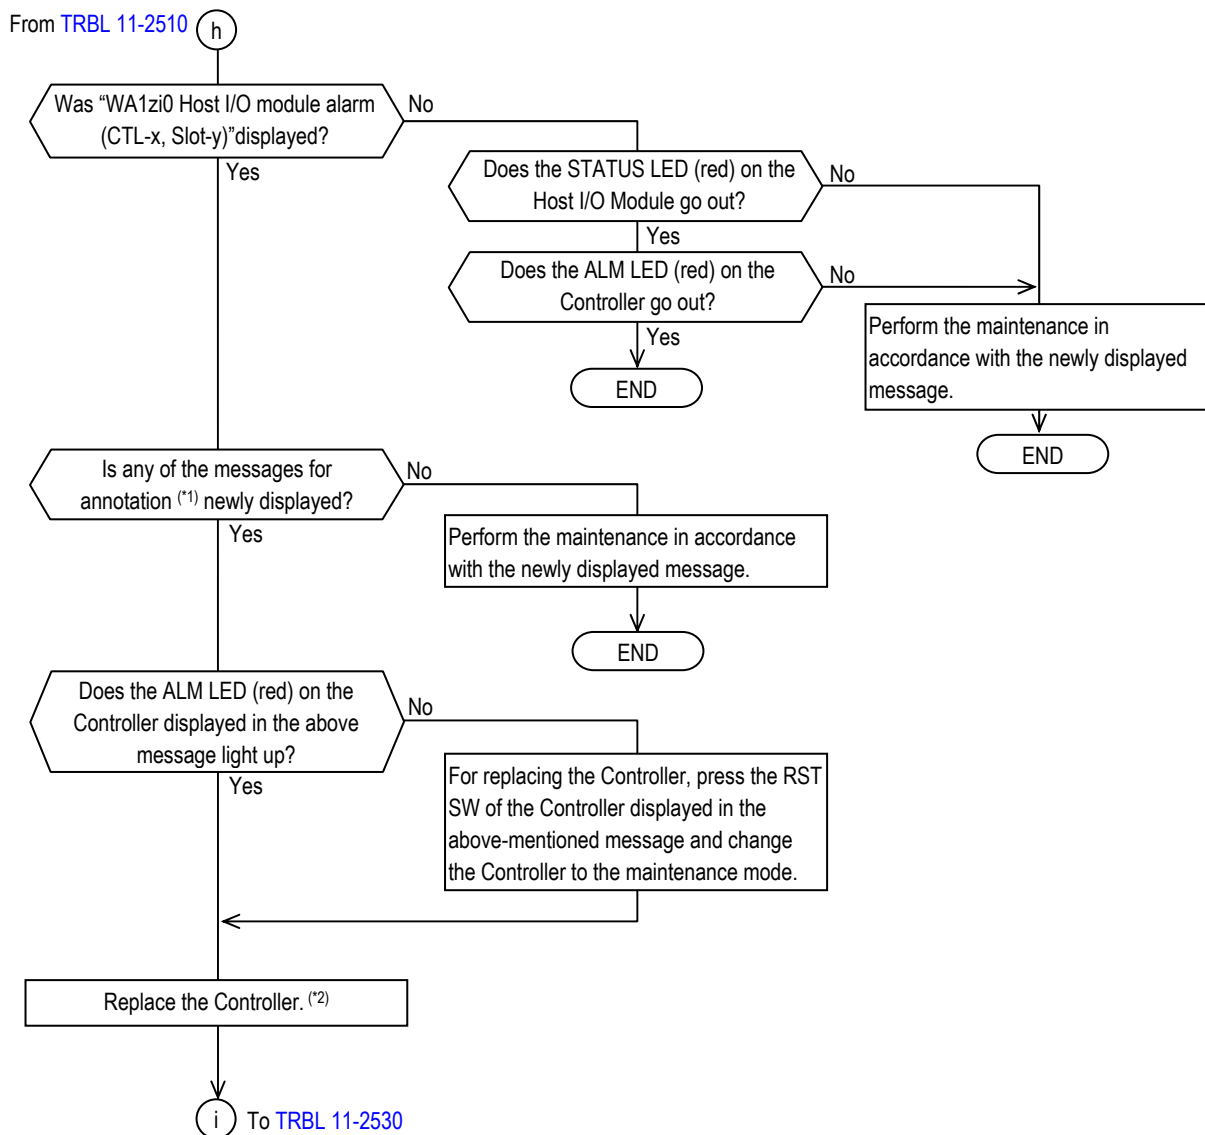 From TRBL 11-2510
h
Was “WA1zi0 Host I/O module alarm
(CTL-x, Slot-y)”displayed?
No
Yes
Does the STATUS LED (red) on the
Host I/O Module go out?
No
Yes
Does the ALM LED (red) on the
Controller go out?
No
Yes
END
Perform the maintenance in
accordance with the newly displayed
message.
END
Is any of the messages for
annotation (*1) newly displayed?
No
Yes
Perform the maintenance in accordance
with the newly displayed message.
END
Does the ALM LED (red) on the
Controller displayed in the above
message light up?
No
Yes
For replacing the Controller, press the RST
SW of the Controller displayed in the
above-mentioned message and change
the Controller to the maintenance mode.
Replace the Controller. (*2)
i
To TRBL 11-2530